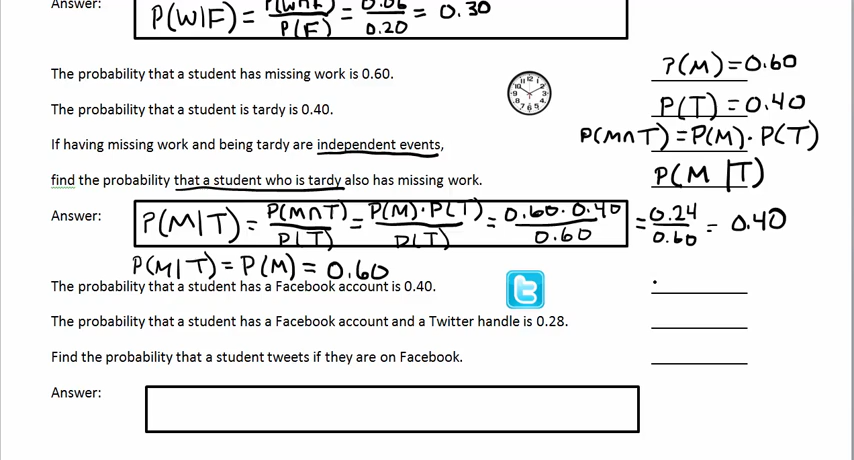 Answer:
P(W|F) = P(W∩F)/P(F) = 0.06/0.20 = 0.30
The probability that a student has missing work is 0.60.
P(M) = 0.60
The probability that a student is tardy is 0.40.
P(T) = 0.40
If having missing work and being tardy are independent events,
P(M∩T) = P(M) · P(T)
find the probability that a student who is tardy also has missing work.
P(M | T)
Answer:
P(M|T) = P(M∩T)/P(T) = P(M)·P(T)/P(T) = 0.60·0.40/0.60 = 0.24/0.60 = 0.40
P(M|T) = P(M) = 0.60
The probability that a student has a Facebook account is 0.40.
The probability that a student has a Facebook account and a Twitter handle is 0.28.
Find the probability that a student tweets if they are on Facebook.
Answer: